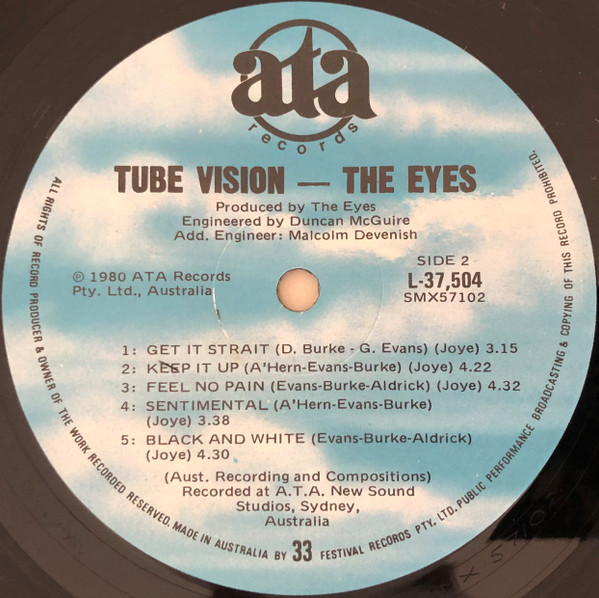 ata
records
TUBE VISION — THE EYES
Produced by The Eyes
Engineered by Duncan McGuire
Add. Engineer: Malcolm Devenish
SIDE 2
L-37,504
SMX57102
℗ 1980 ATA Records
Pty. Ltd., Australia
1: GET IT STRAIT (D. Burke - G. Evans) (Joye) 3.15
2: KEEP IT UP (A'Hern-Evans-Burke) (Joye) 4.22
3: FEEL NO PAIN (Evans-Burke-Aldrick) (Joye) 4.32
4: SENTIMENTAL (A'Hern-Evans-Burke)
(Joye) 3.38
5: BLACK AND WHITE (Evans-Burke-Aldrick)
(Joye) 4.30
(Aust. Recording and Compositions)
Recorded at A.T.A. New Sound
Studios, Sydney,
Australia
ALL RIGHTS OF RECORD PRODUCER & OWNER OF THE WORK RECORDED RESERVED. MADE IN AUSTRALIA BY 33 FESTIVAL RECORDS PTY. LTD. PUBLIC PERFORMANCE BROADCASTING & COPYING OF THIS RECORD PROHIBITED.